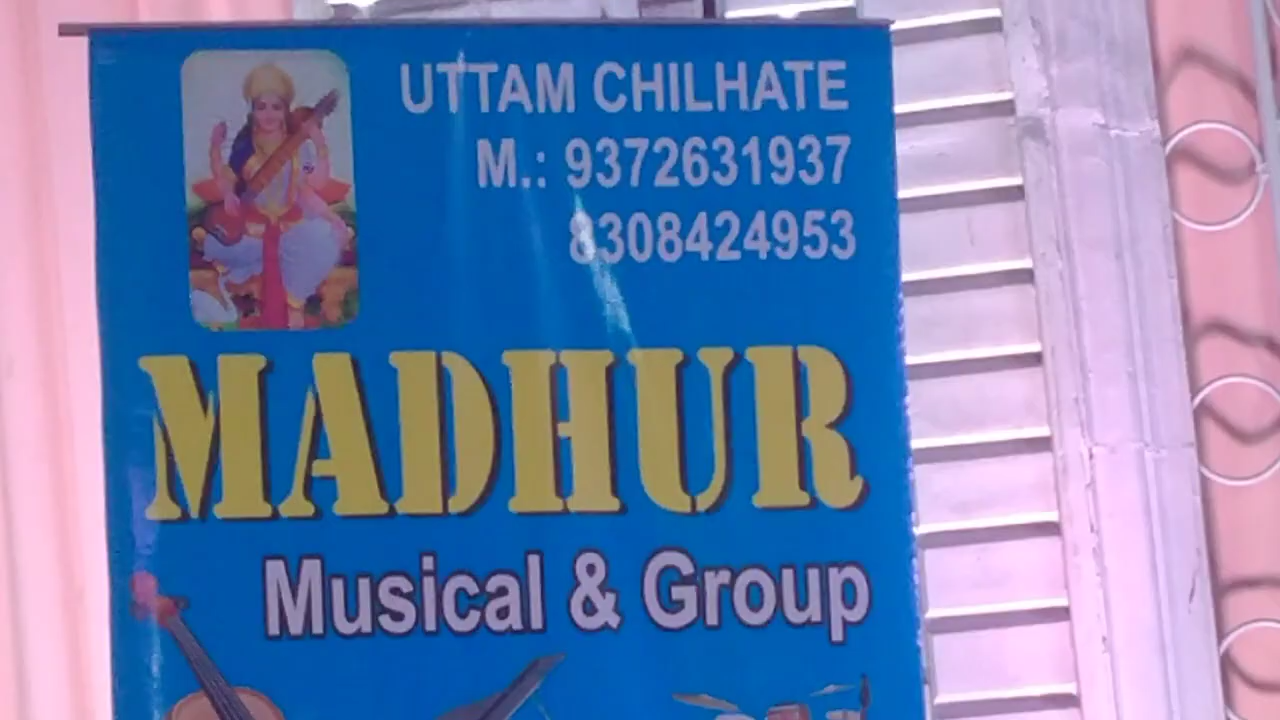 UTTAM CHILHATE
M.: 9372631937
8308424953
MADHUR
Musical & Group